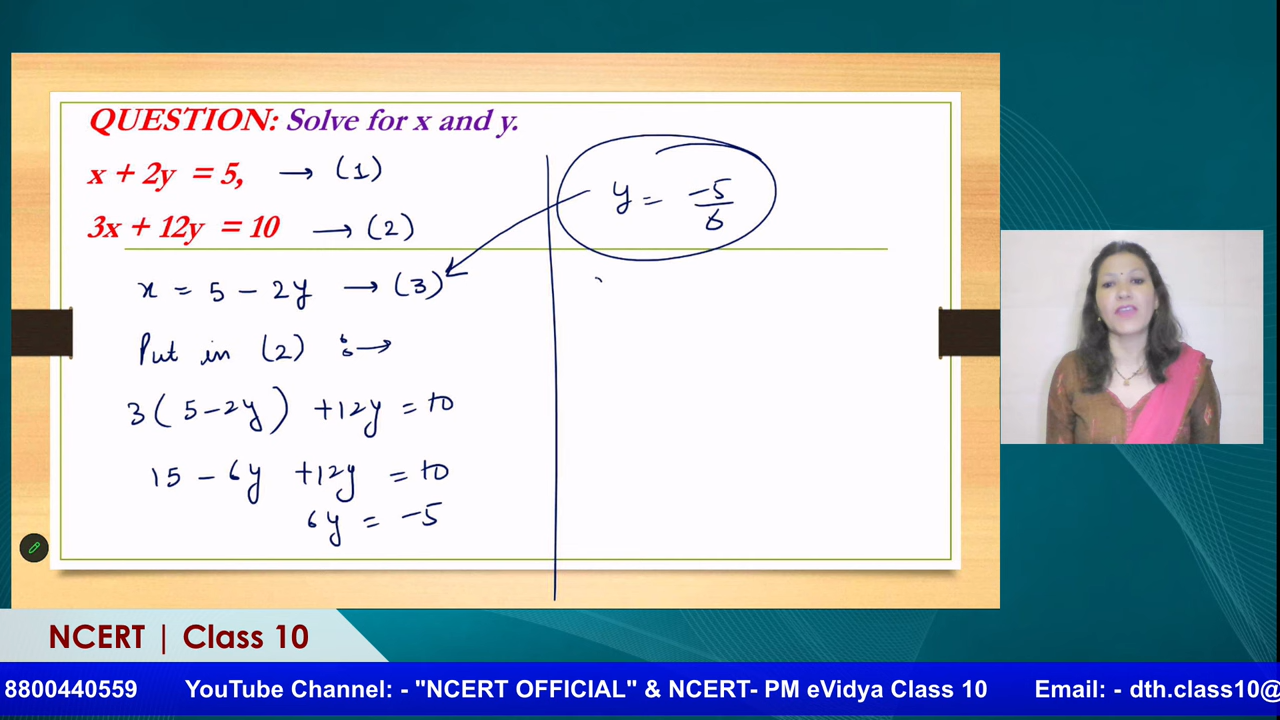 QUESTION: Solve for x and y.
x + 2y = 5, → (1)
3x + 12y = 10 → (2)
x = 5 - 2y → (3)
Put in (2) :→
3(5-2y) +12y = 10
15 - 6y +12y = 10
6y = -5
y = -5/6
NCERT | Class 10
8800440559 YouTube Channel: - "NCERT OFFICIAL" & NCERT- PM eVidya Class 10 Email: - dth.class10@